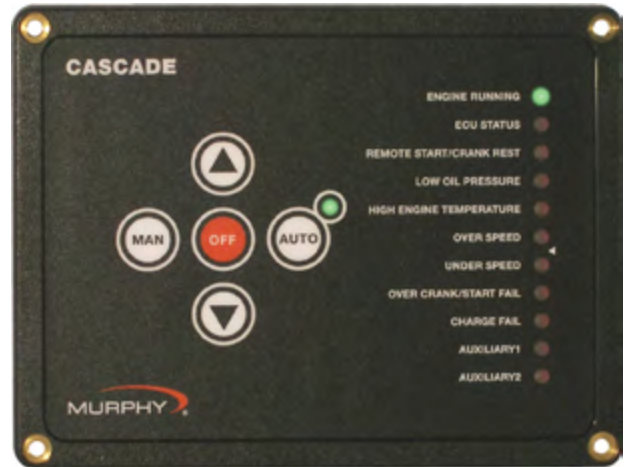 CASCADE
ENGINE RUNNING
ECU STATUS
REMOTE START/CRANK REST
LOW OIL PRESSURE
HIGH ENGINE TEMPERATURE
OVER SPEED
UNDER SPEED
OVER CRANK/START FAIL
CHARGE FAIL
AUXILIARY1
AUXILIARY2
MAN OFF AUTO
MURPHY